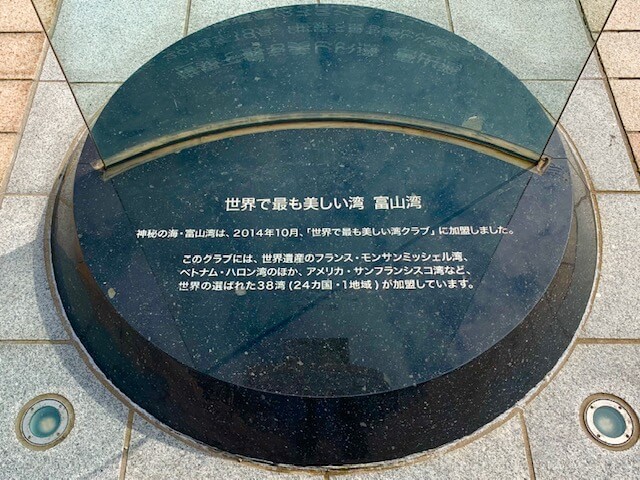 世界で最も美しい湾 富山湾
神秘の海・富山湾は、2014年10月、「世界で最も美しい湾クラブ」に加盟しました。
このクラブには、世界遺産のフランス・モンサンミッシェル湾、
ベトナム・ハロン湾のほか、アメリカ・サンフランシスコ湾など、
世界の選ばれた38湾(24カ国・1地域)が加盟しています。